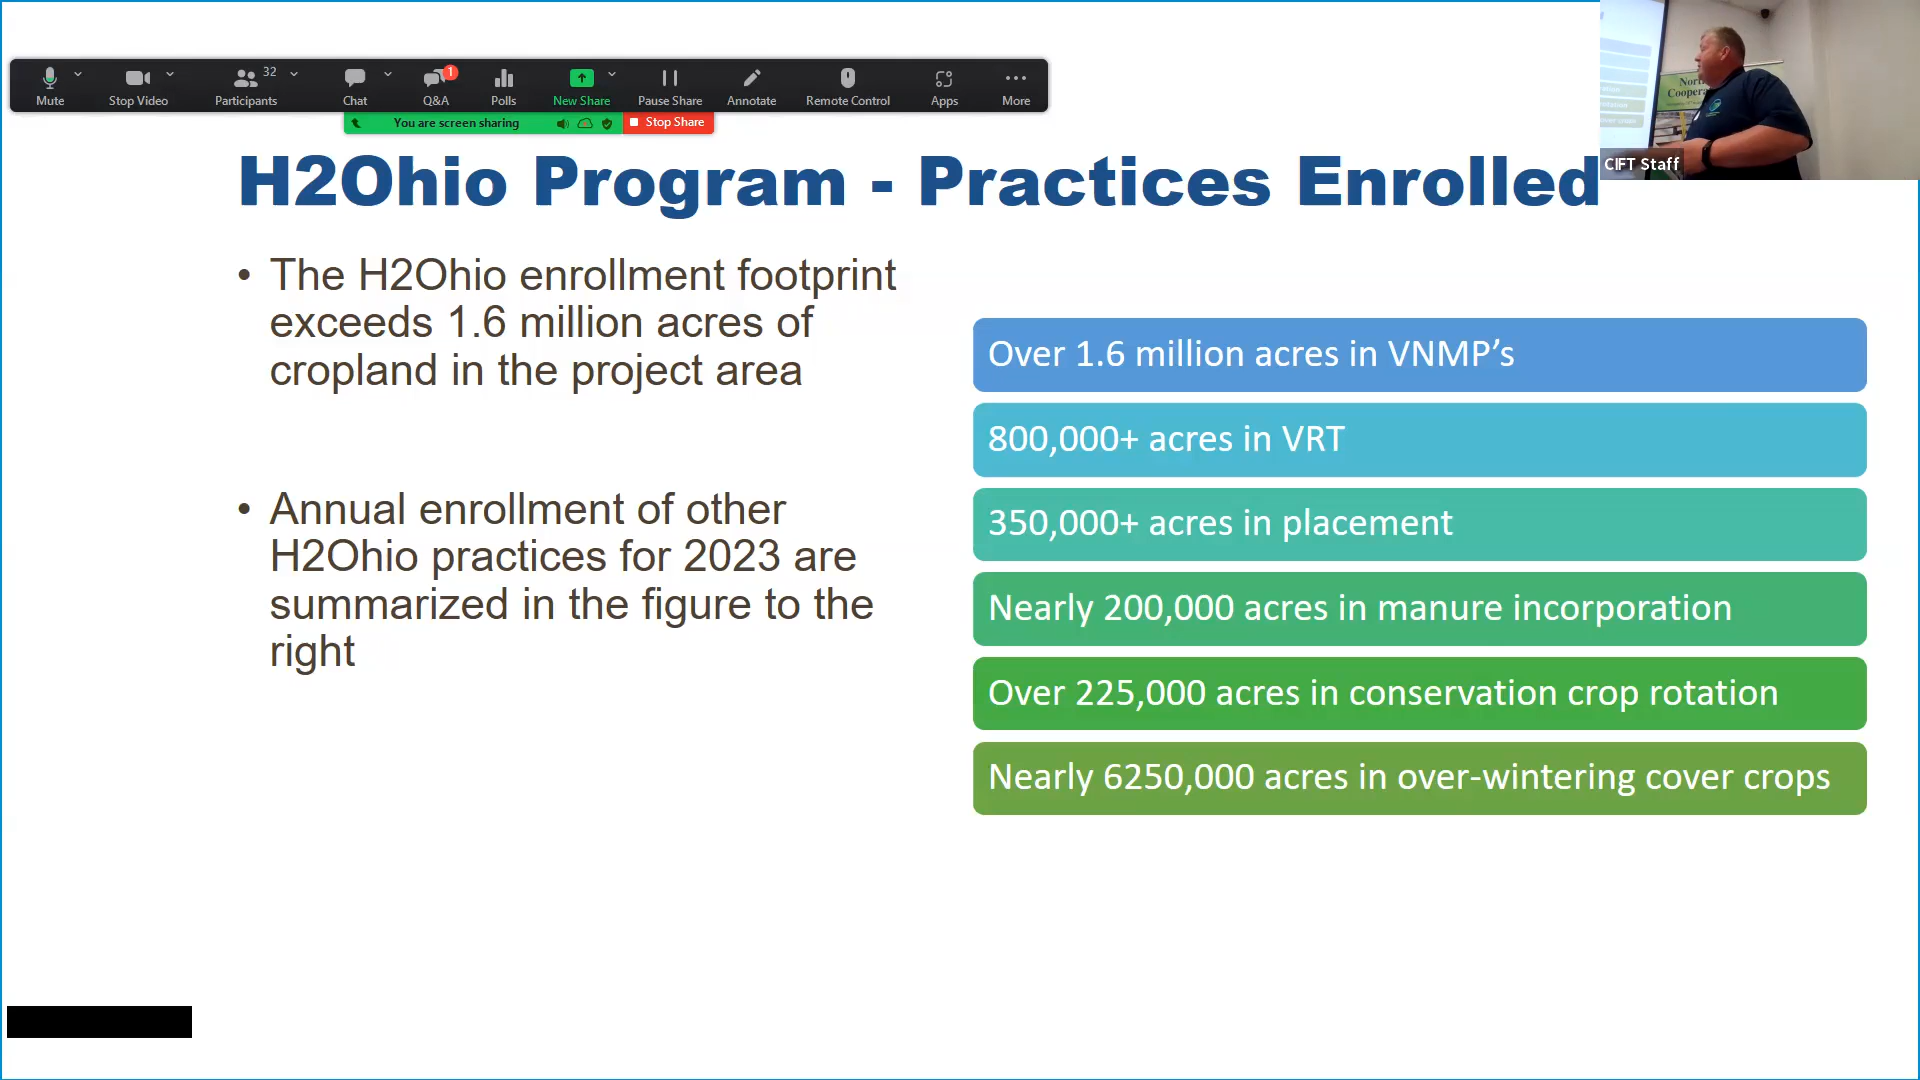 Mute
Stop Video
32
Participants
Chat
1
Q&A
Polls
New Share
Pause Share
Annotate
Remote Control
Apps
More
You are screen sharing
Stop Share
CIFT Staff
H2Ohio Program - Practices Enrolled
• The H2Ohio enrollment footprint
exceeds 1.6 million acres of
cropland in the project area
• Annual enrollment of other
H2Ohio practices for 2023 are
summarized in the figure to the
right
Over 1.6 million acres in VNMP’s
800,000+ acres in VRT
350,000+ acres in placement
Nearly 200,000 acres in manure incorporation
Over 225,000 acres in conservation crop rotation
Nearly 6250,000 acres in over-wintering cover crops